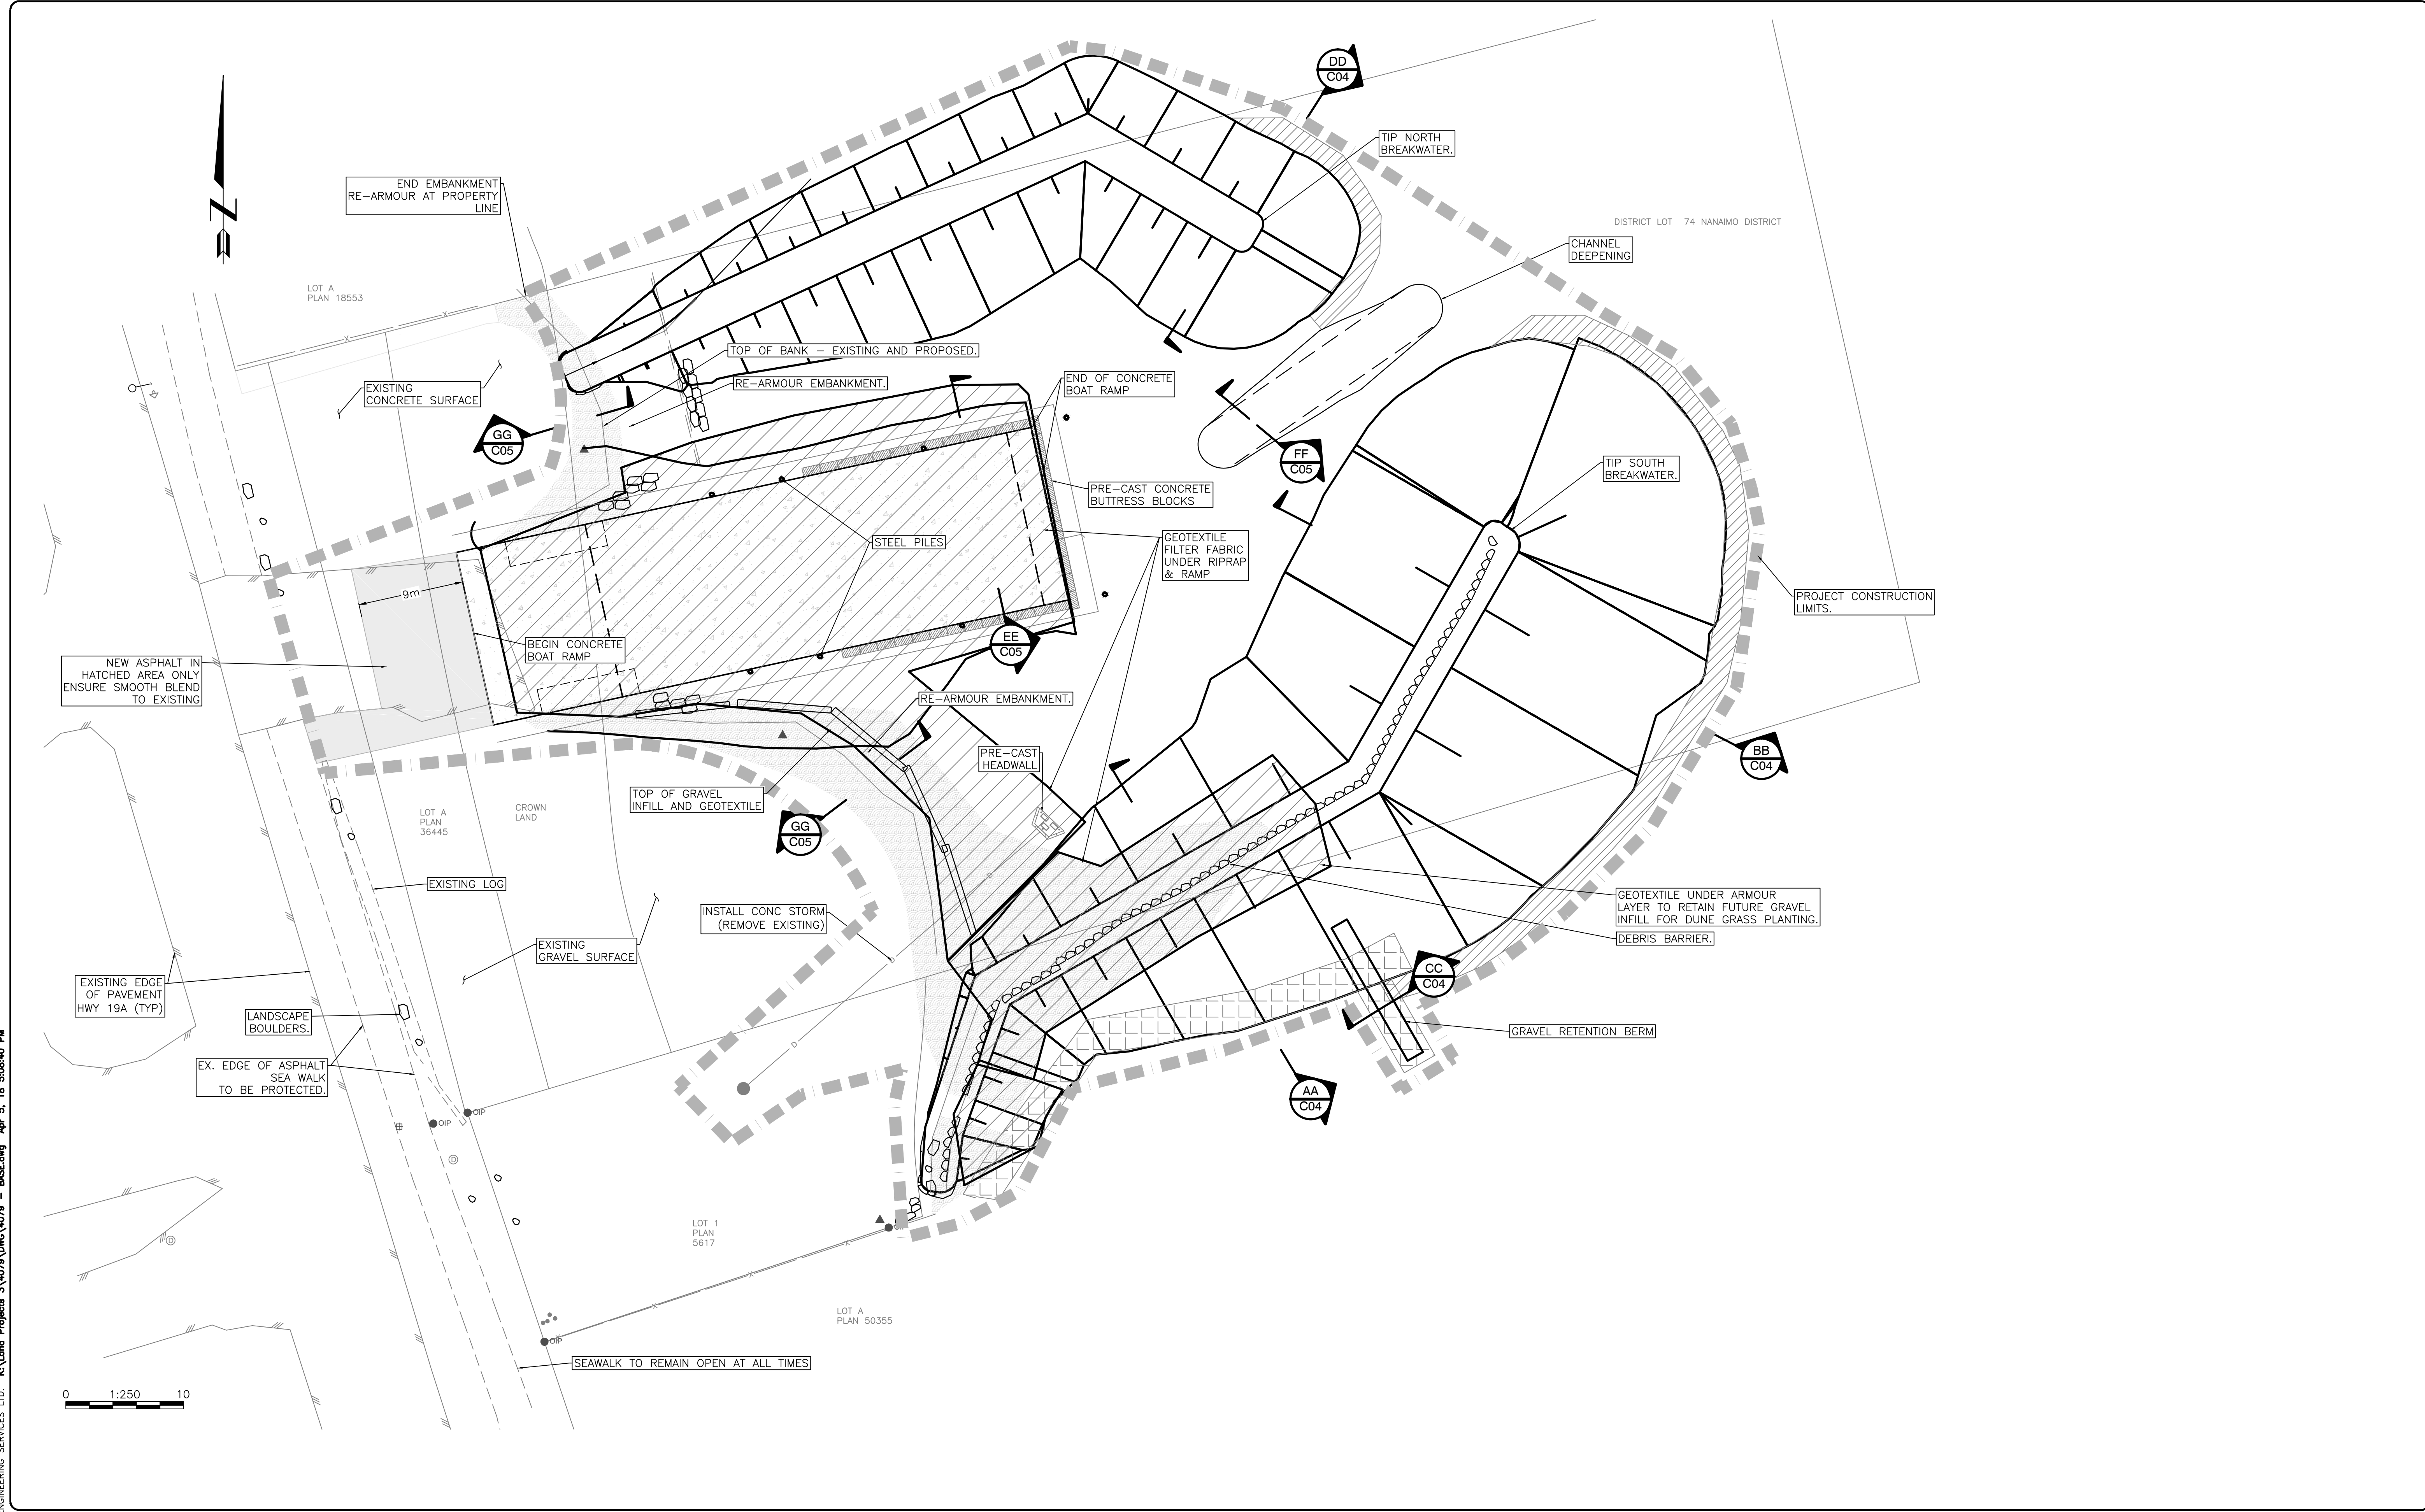 DD
C04
TIP NORTH
BREAKWATER.
N
END EMBANKMENT
RE-ARMOUR AT PROPERTY
LINE
DISTRICT LOT 74 NANAIMO DISTRICT
CHANNEL
DEEPENING
LOT A
PLAN 18553
X
X
TOP OF BANK – EXISTING AND PROPOSED.
RE-ARMOUR EMBANKMENT.
END OF CONCRETE
BOAT RAMP
EXISTING
CONCRETE SURFACE
GG
C05
FF
C05
TIP SOUTH
BREAKWATER.
PRE-CAST CONCRETE
BUTTRESS BLOCKS
STEEL PILES
GEOTEXTILE
FILTER FABRIC
UNDER RIPRAP
& RAMP
9m
PROJECT CONSTRUCTION
LIMITS.
BEGIN CONCRETE
BOAT RAMP
EE
C05
NEW ASPHALT IN
HATCHED AREA ONLY
ENSURE SMOOTH BLEND
TO EXISTING
RE-ARMOUR EMBANKMENT.
PRE-CAST
HEADWALL
BB
C04
TOP OF GRAVEL
INFILL AND GEOTEXTILE
LOT A
PLAN
36445
CROWN
LAND
GG
C05
EXISTING LOG
INSTALL CONC STORM
(REMOVE EXISTING)
D
D
D
GEOTEXTILE UNDER ARMOUR
LAYER TO RETAIN FUTURE GRAVEL
INFILL FOR DUNE GRASS PLANTING.
DEBRIS BARRIER.
EXISTING
GRAVEL SURFACE
CC
C04
EXISTING EDGE
OF PAVEMENT
HWY 19A (TYP)
LANDSCAPE
BOULDERS.
GRAVEL RETENTION BERM
EX. EDGE OF ASPHALT
SEA WALK
TO BE PROTECTED.
AA
C04
OIP
OIP
D
D
LOT 1
PLAN
5617
X
X
X
LOT A
PLAN 50355
OIP
SEAWALK TO REMAIN OPEN AT ALL TIMES
0 1:250 10
SERVICES LTD.